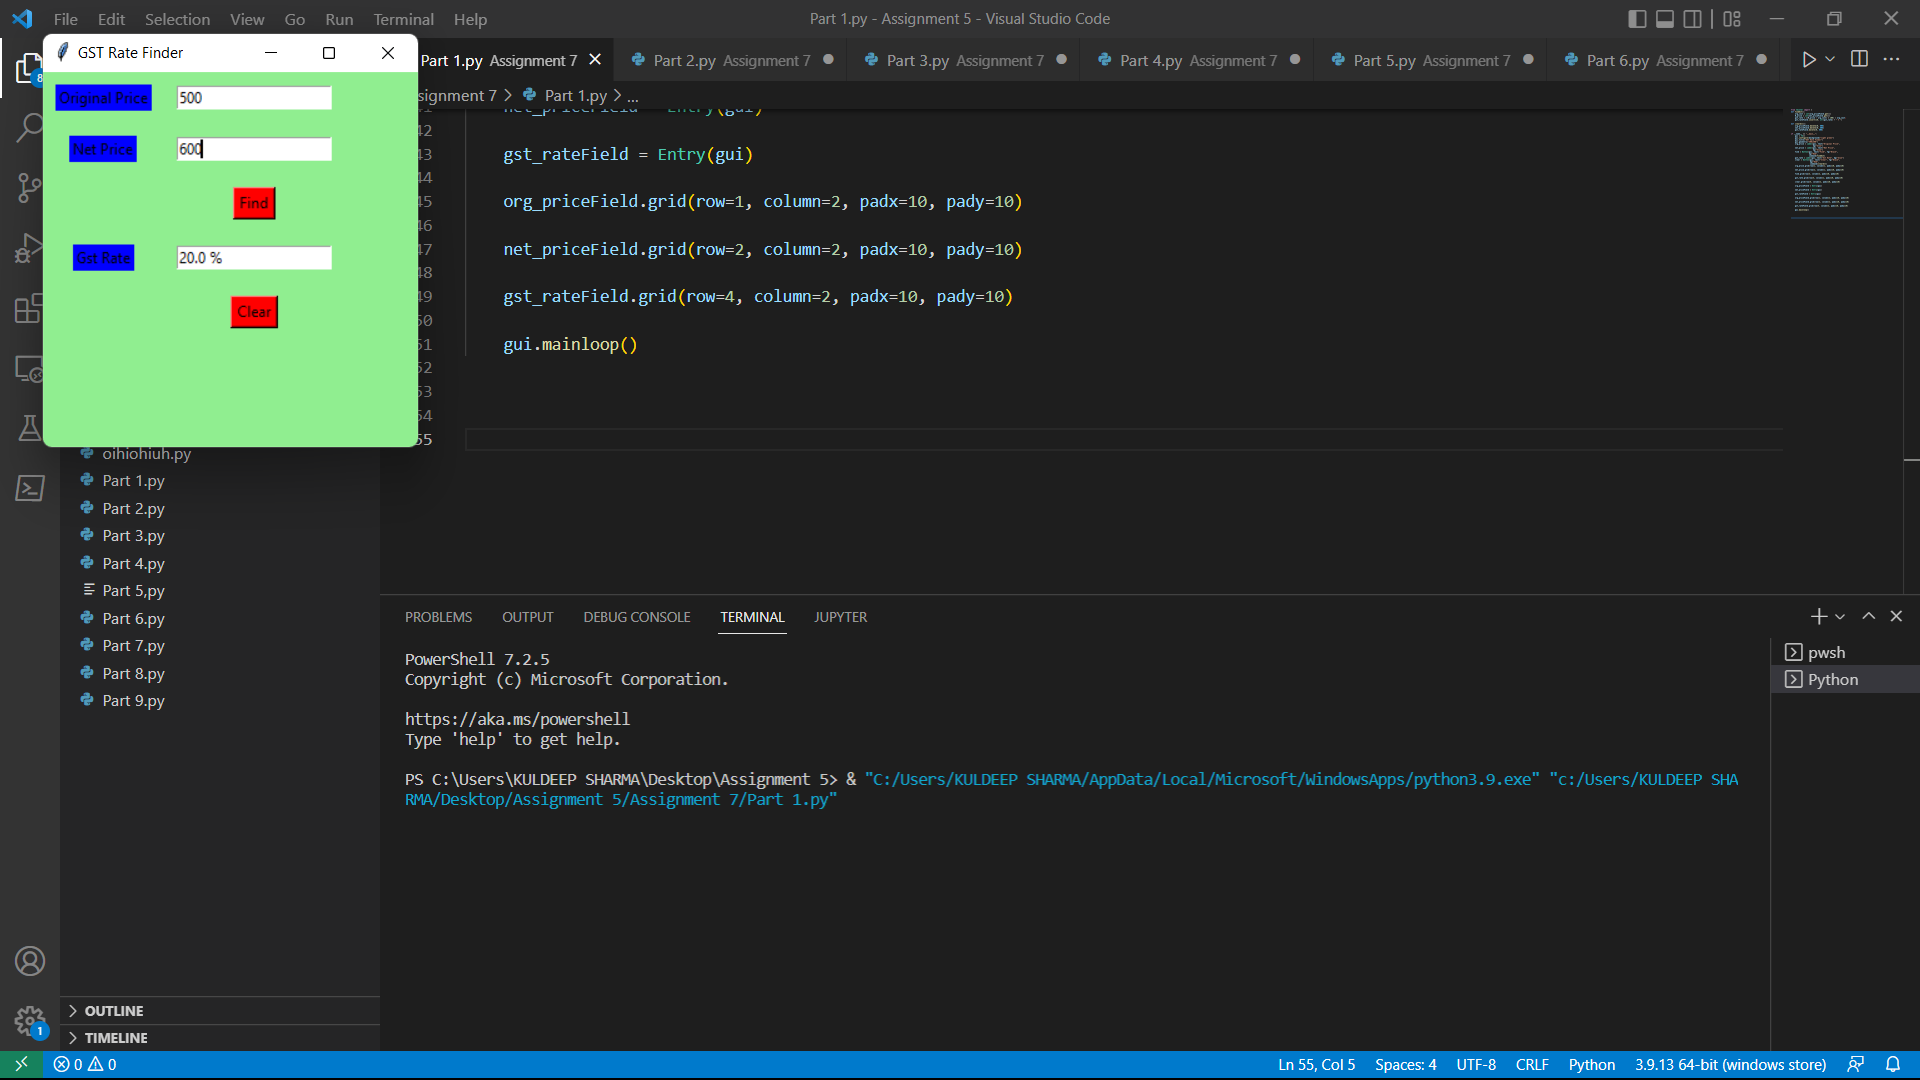 File Edit Selection View Go Run Terminal Help
Part 1.py - Assignment 5 - Visual Studio Code
GST Rate Finder
Original Price 500
Net Price 600
Find
Gst Rate 20.0 %
Clear
8
Part 1.py Assignment 7
Part 2.py Assignment 7
Part 3.py Assignment 7
Part 4.py Assignment 7
Part 5.py Assignment 7
Part 6.py Assignment 7
signment 7 > Part 1.py > ...
net_priceField = Entry(gui)
42
43 gst_rateField = Entry(gui)
44
45 org_priceField.grid(row=1, column=2, padx=10, pady=10)
46
47 net_priceField.grid(row=2, column=2, padx=10, pady=10)
48
49 gst_rateField.grid(row=4, column=2, padx=10, pady=10)
50
51 gui.mainloop()
52
53
54
55
oihiohiuh.py
Part 1.py
Part 2.py
Part 3.py
Part 4.py
Part 5,py
Part 6.py
Part 7.py
Part 8.py
Part 9.py
OUTLINE
TIMELINE
1
PROBLEMS OUTPUT DEBUG CONSOLE TERMINAL JUPYTER
PowerShell 7.2.5
Copyright (c) Microsoft Corporation.
https://aka.ms/powershell
Type 'help' to get help.
PS C:\Users\KULDEEP SHARMA\Desktop\Assignment 5> & "C:/Users/KULDEEP SHARMA/AppData/Local/Microsoft/WindowsApps/python3.9.exe" "c:/Users/KULDEEP SHA
RMA/Desktop/Assignment 5/Assignment 7/Part 1.py"
pwsh
Python
0 0
Ln 55, Col 5 Spaces: 4 UTF-8 CRLF Python 3.9.13 64-bit (windows store)